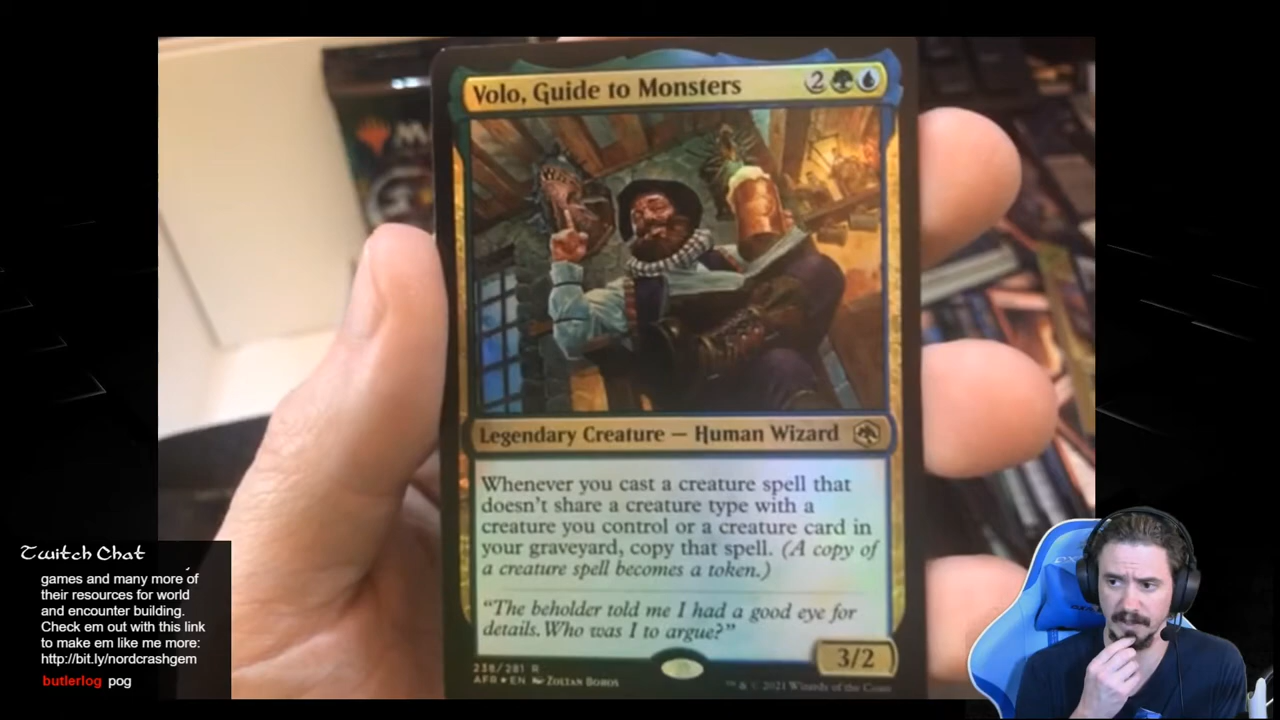 Volo, Guide to Monsters 2
Legendary Creature — Human Wizard
Whenever you cast a creature spell that
doesn't share a creature type with a
creature you control or a creature card in
your graveyard, copy that spell. (A copy of
a creature spell becomes a token.)
"The beholder told me I had a good eye for
details. Who was I to argue?"
3/2
238/281 R
AFR ★ EN Zoltan Boros
™ & © 2021 Wizards of the Coast
M
Twitch Chat
games and many more of
their resources for world
and encounter building.
Check em out with this link
to make em like me more:
http://bit.ly/nordcrashgem
butlerlog pog